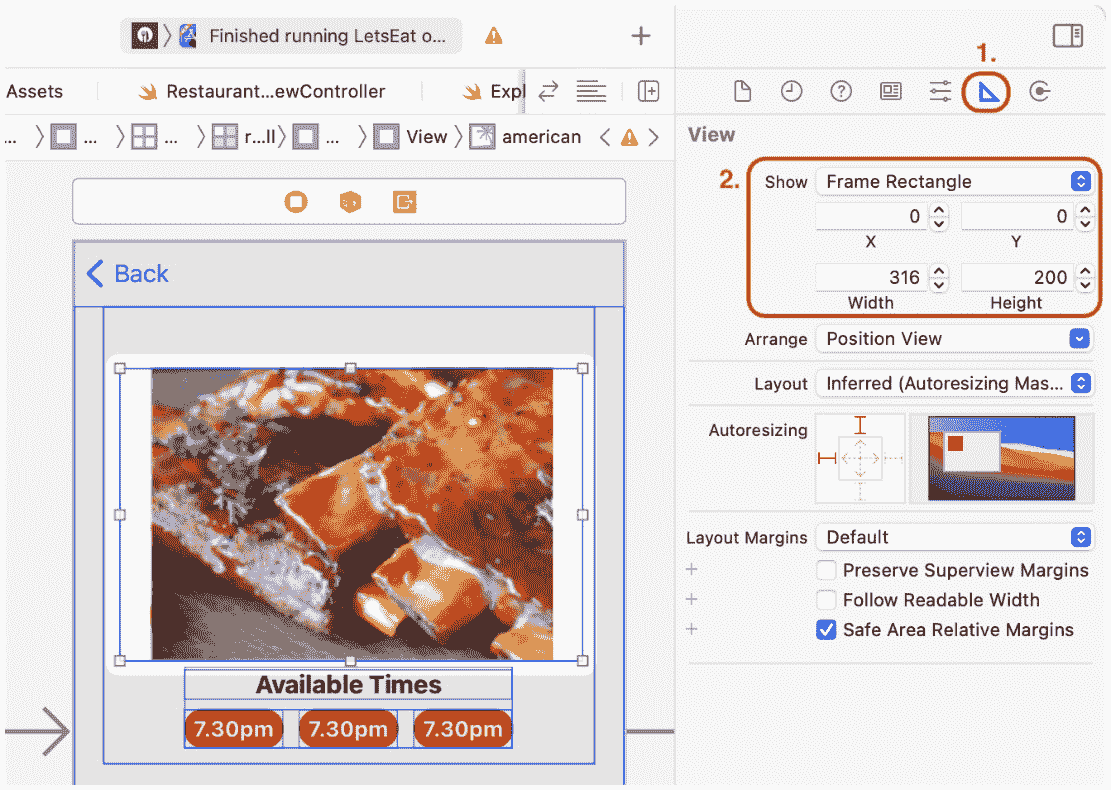 Finished running LetsEat o...
1.
Assets
Restaurant...ewController
Expl
... r...ll ... View american
View
2.
Show Frame Rectangle
0 0
X Y
316 200
Width Height
Arrange Position View
Layout Inferred (Autoresizing Mas...
Autoresizing
Layout Margins Default
Preserve Superview Margins
Follow Readable Width
Safe Area Relative Margins
Back
Available Times
7.30pm 7.30pm 7.30pm